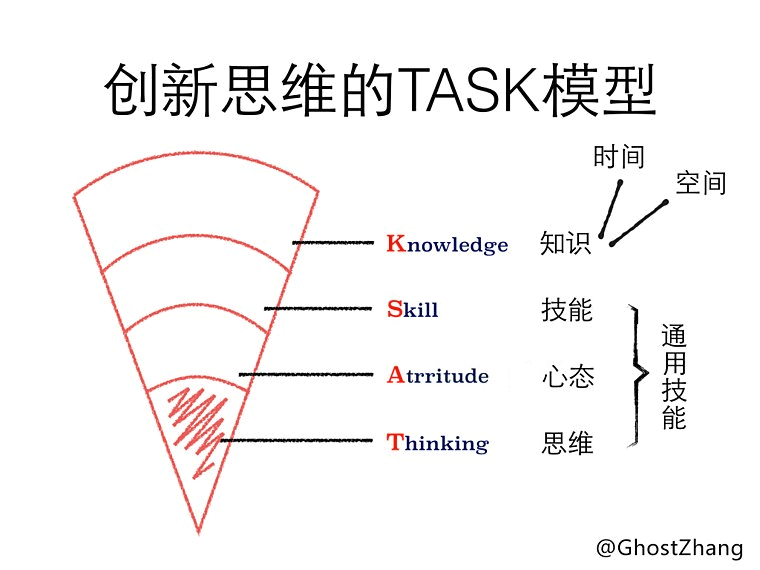 创新思维的TASK模型
时间
空间
Knowledge 知识
Skill 技能
Atrritude 心态
Thinking 思维
通用技能
@GhostZhang